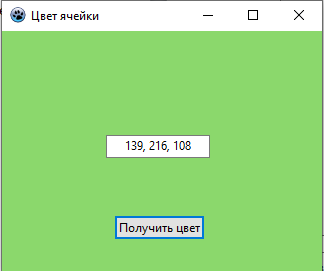 Цвет ячейки
139, 216, 108
Получить цвет